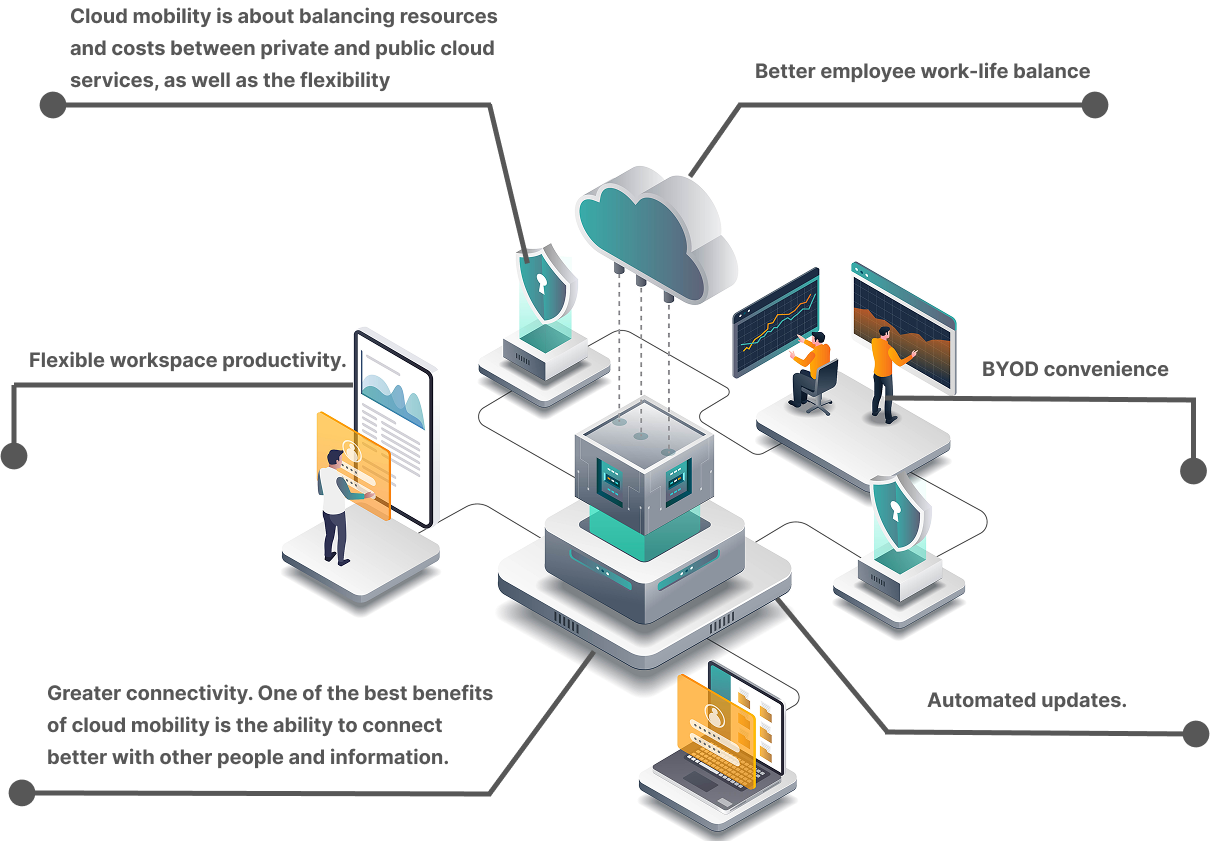 Cloud mobility is about balancing resources
and costs between private and public cloud
services, as well as the flexibility
Better employee work-life balance
Flexible workspace productivity.
BYOD convenience
Greater connectivity. One of the best benefits
of cloud mobility is the ability to connect
better with other people and information.
Automated updates.